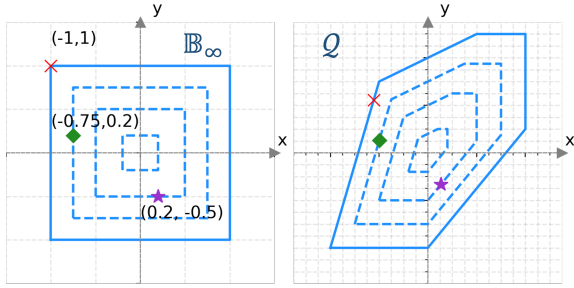 y
(-1,1)
𝔹∞
(-0.75,0.2)
x
(0.2, -0.5)
y
𝒬
x